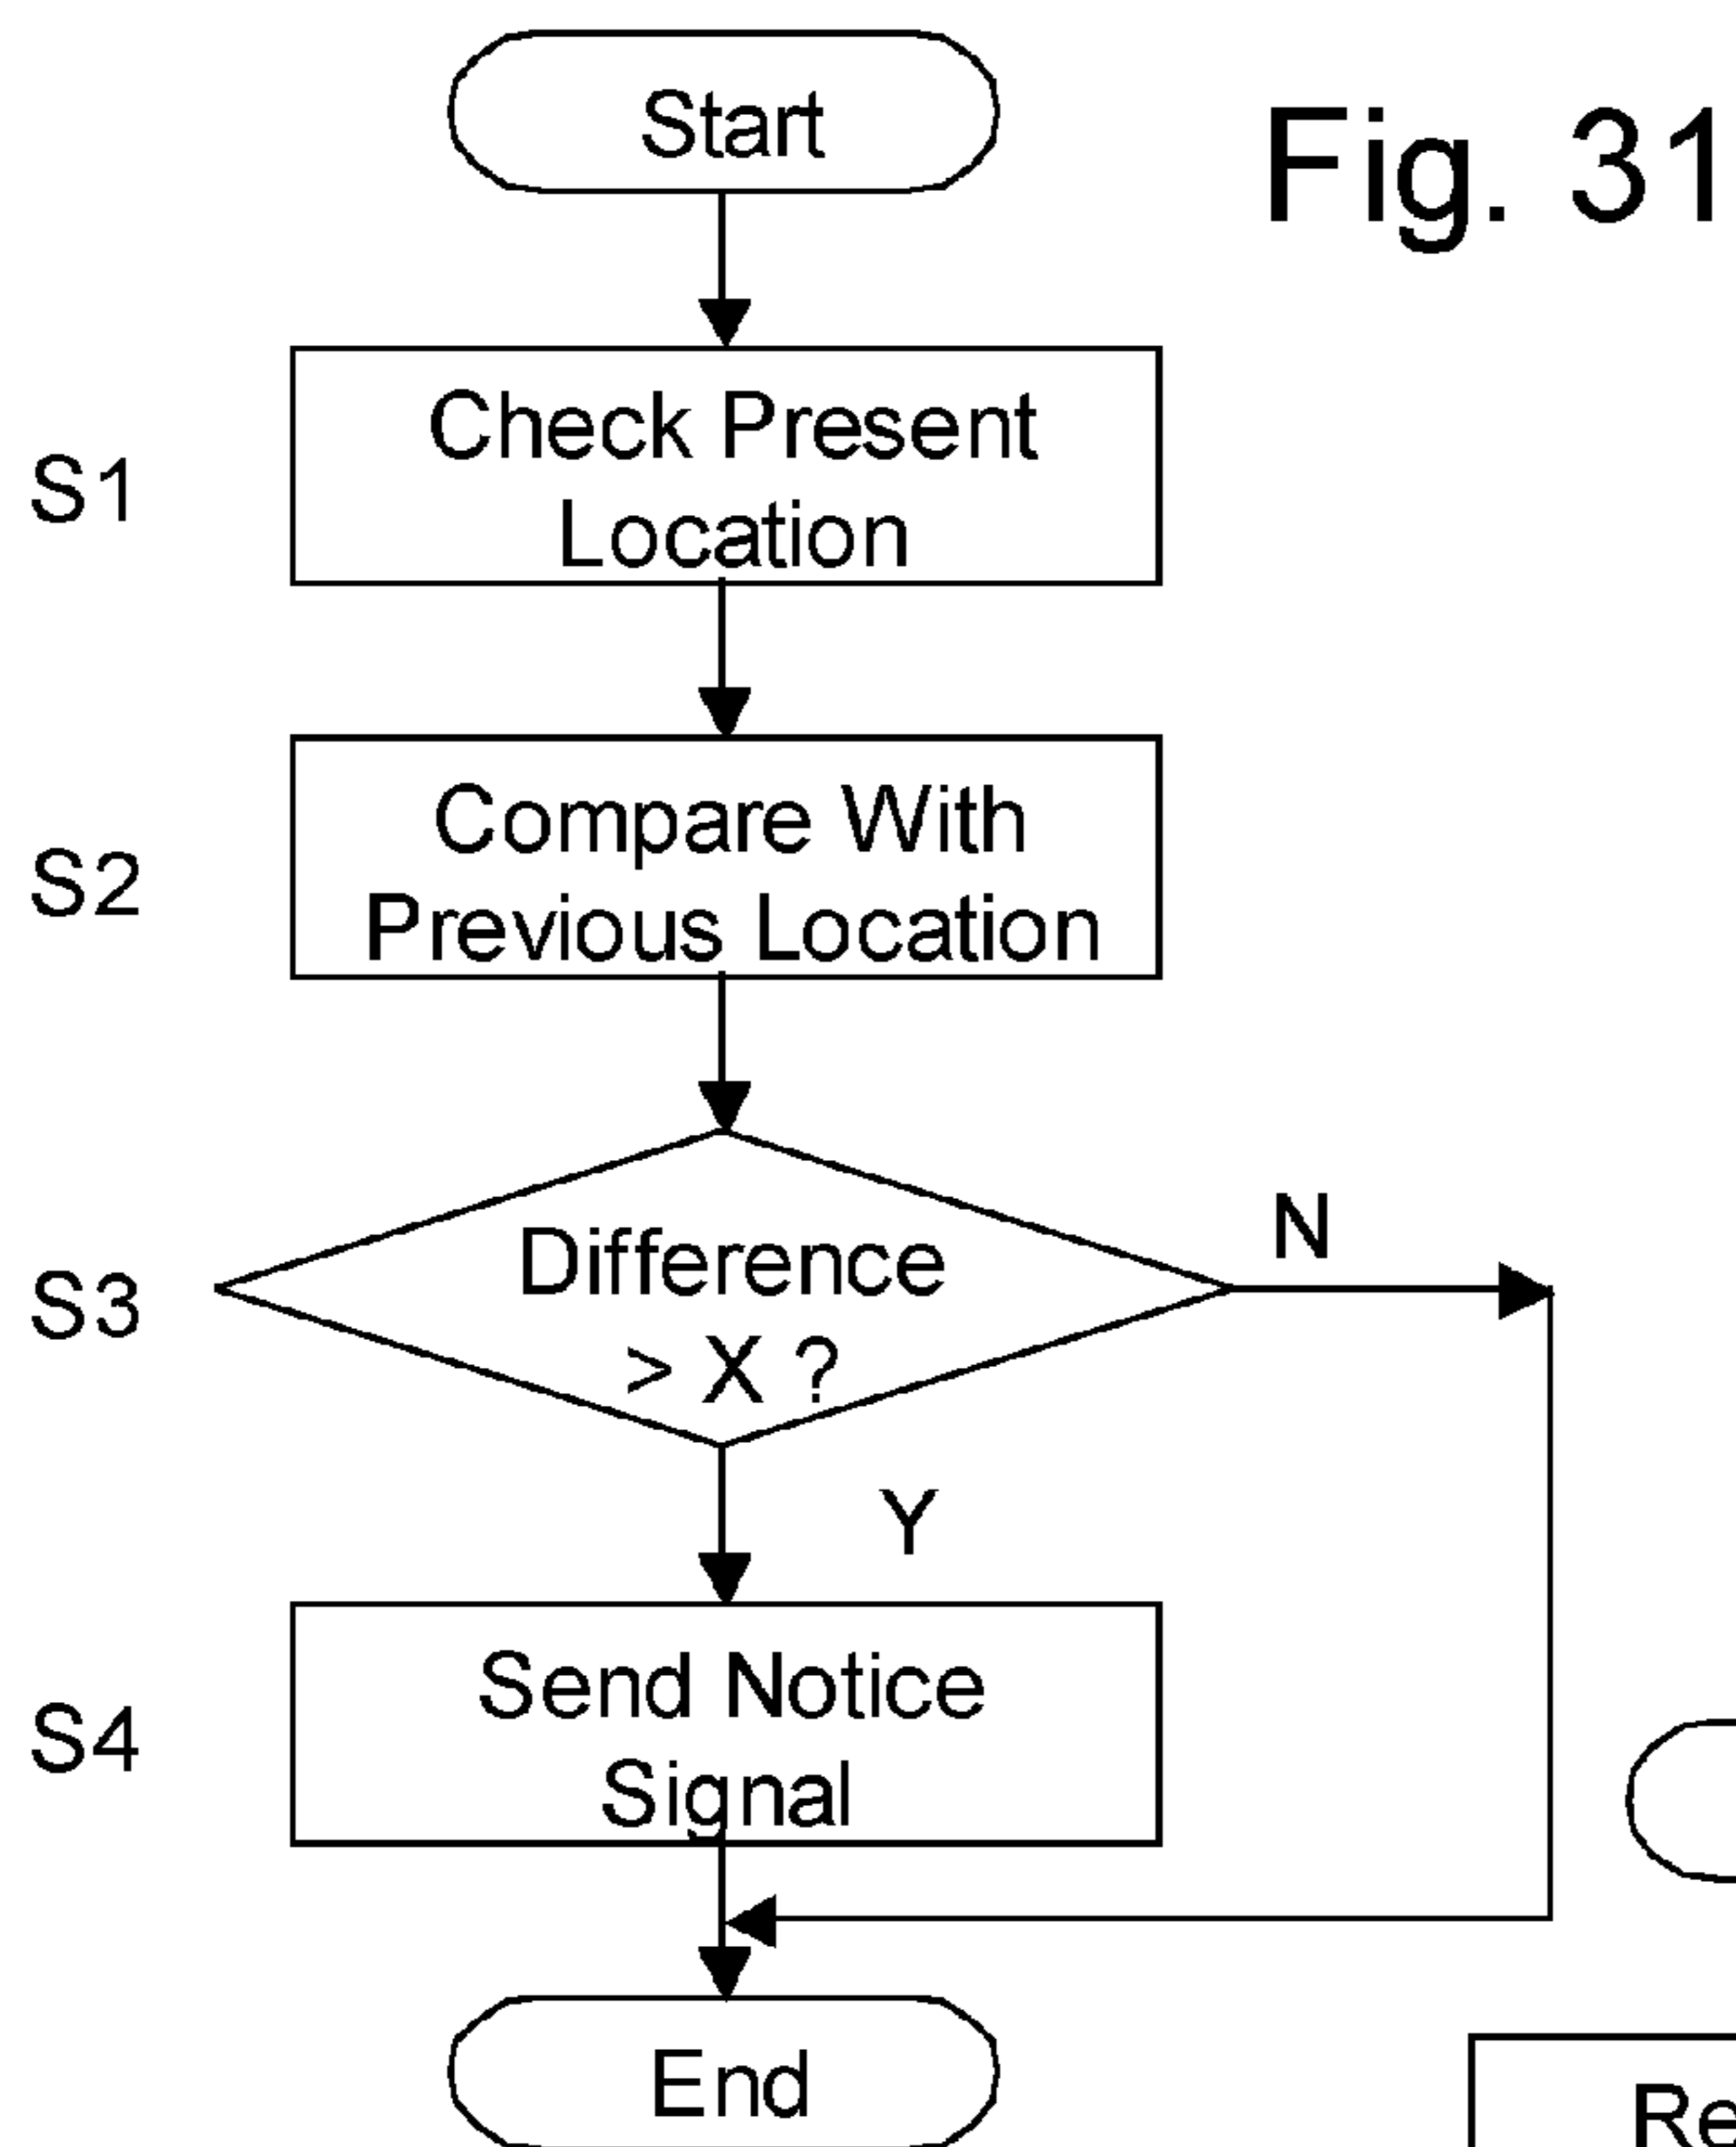 Start
Fig. 31
Check Present
Location
S1
Compare With
Previous Location
S2
Difference
> X ?
S3
N
Y
Send Notice
Signal
S4
End